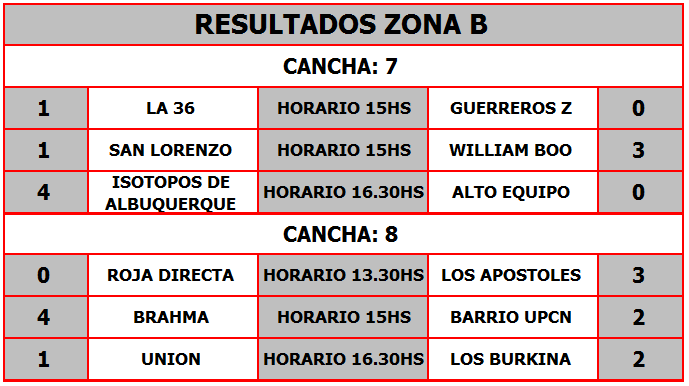 RESULTADOS ZONA B
CANCHA: 7
1 LA 36 HORARIO 15HS GUERREROS Z 0
1 SAN LORENZO HORARIO 15HS WILLIAM BOO 3
4 ISOTOPOS DE ALBUQUERQUE HORARIO 16.30HS ALTO EQUIPO 0
CANCHA: 8
0 ROJA DIRECTA HORARIO 13.30HS LOS APOSTOLES 3
4 BRAHMA HORARIO 15HS BARRIO UPCN 2
1 UNION HORARIO 16.30HS LOS BURKINA 2